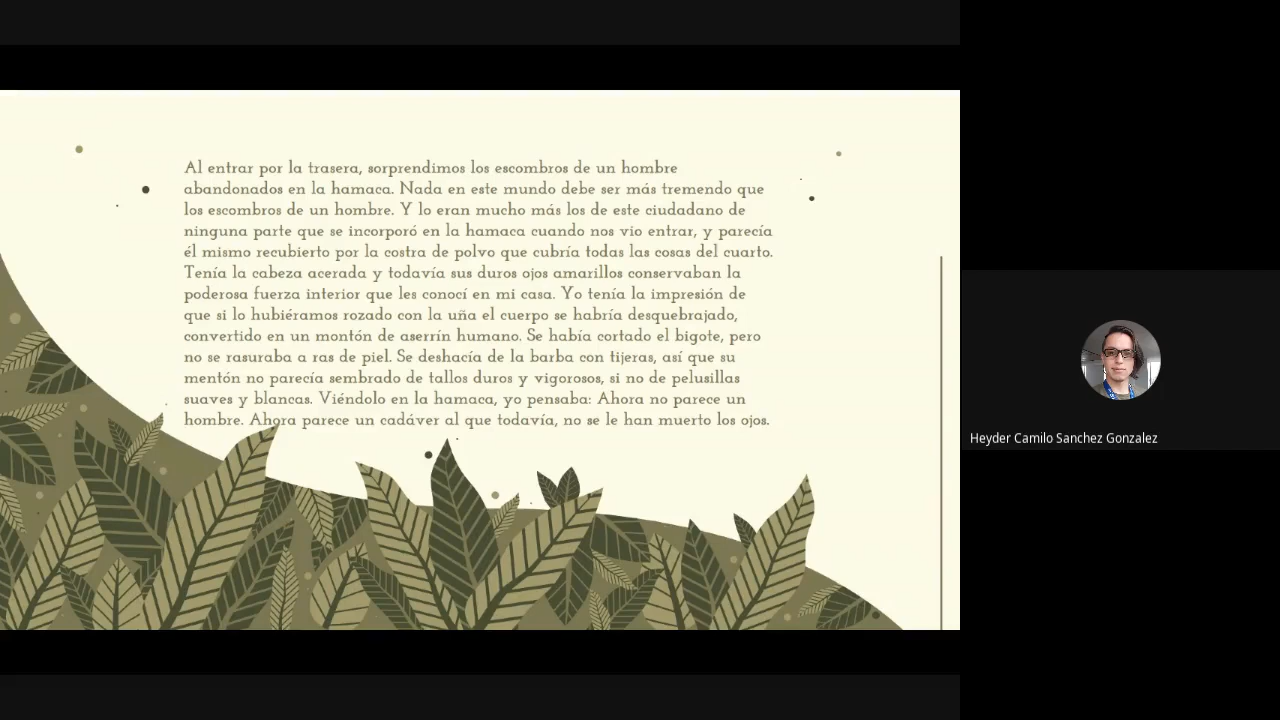 Al entrar por la trasera, sorprendimos los escombros de un hombre
abandonados en la hamaca. Nada en este mundo debe ser más tremendo que
los escombros de un hombre. Y lo eran mucho más los de este ciudadano de
ninguna parte que se incorporó en la hamaca cuando nos vio entrar, y parecía
él mismo recubierto por la costra de polvo que cubría todas las cosas del cuarto.
Tenía la cabeza acerada y todavía sus duros ojos amarillos conservaban la
poderosa fuerza interior que les conocí en mi casa. Yo tenía la impresión de
que si lo hubiéramos rozado con la uña el cuerpo se habría desquebrajado,
convertido en un montón de aserrín humano. Se había cortado el bigote, pero
no se rasuraba a ras de piel. Se deshacía de la barba con tijeras, así que su
mentón no parecía sembrado de tallos duros y vigorosos, si no de pelusillas
suaves y blancas. Viéndolo en la hamaca, yo pensaba: Ahora no parece un
hombre. Ahora parece un cadáver al que todavía, no se le han muerto los ojos.
Heyder Camilo Sanchez Gonzalez